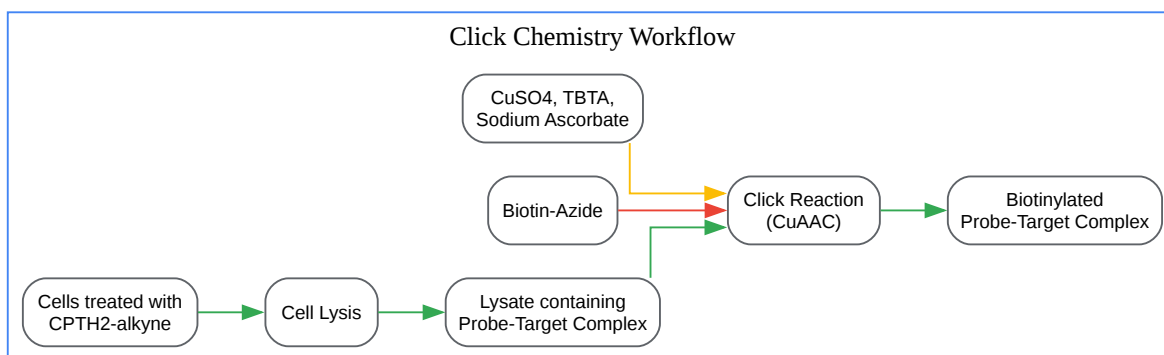 Click Chemistry Workflow
CuSO4, TBTA,
Sodium Ascorbate
Biotin-Azide
Click Reaction
(CuAAC)
Biotinylated
Probe-Target Complex
Cells treated with
CPTH2-alkyne
Cell Lysis
Lysate containing
Probe-Target Complex